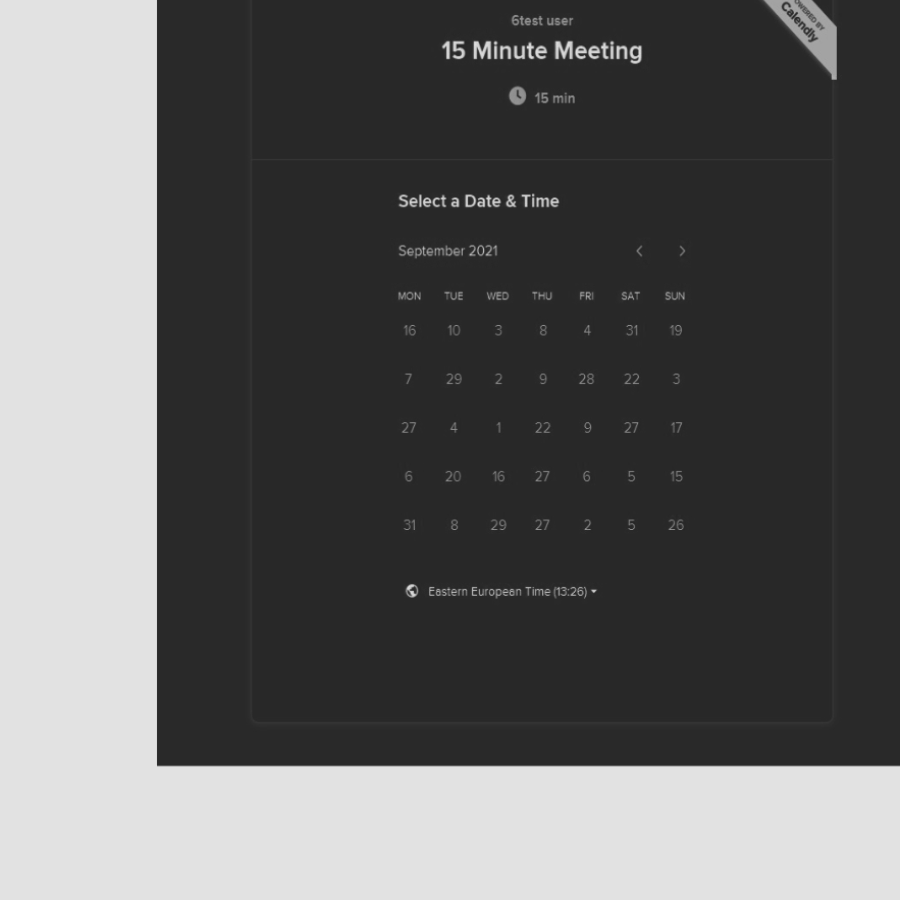 6test user
15 Minute Meeting
15 min
POWERED BY
Calendly
Select a Date & Time
September 2021
MON TUE WED THU FRI SAT SUN
16 10 3 8 4 31 19
7 29 2 9 28 22 3
27 4 1 22 9 27 17
6 20 16 27 6 5 15
31 8 29 27 2 5 26
Eastern European Time (13:26)